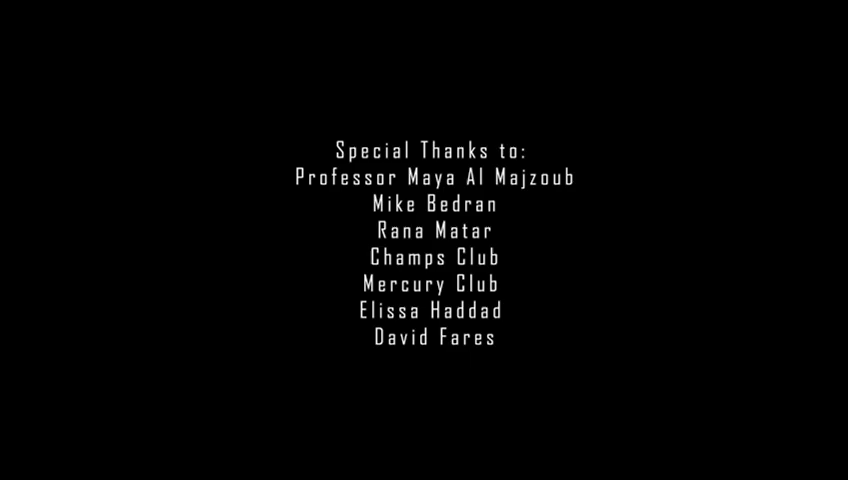 Special Thanks to:
Professor Maya Al Majzoub
Mike Bedran
Rana Matar
Champs Club
Mercury Club
Elissa Haddad
David Fares